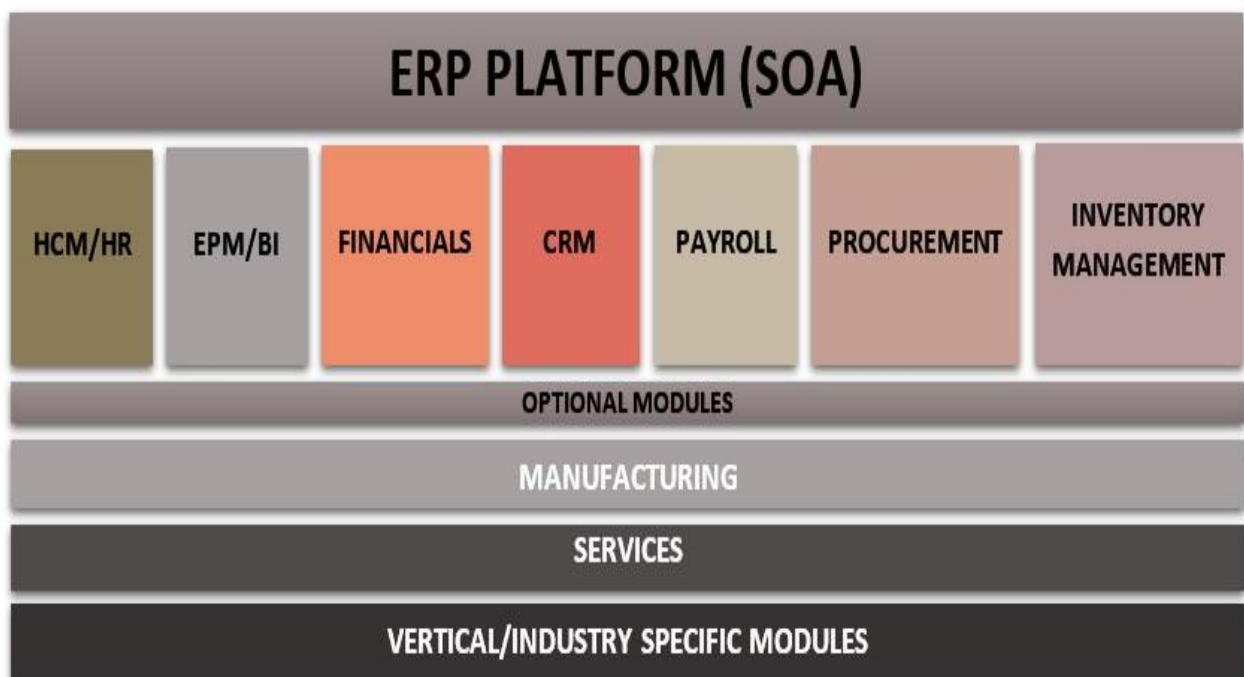 ERP PLATFORM (SOA)
HCM/HR
EPM/BI
FINANCIALS
CRM
PAYROLL
PROCUREMENT
INVENTORY
MANAGEMENT
OPTIONAL MODULES
MANUFACTURING
SERVICES
VERTICAL/INDUSTRY SPECIFIC MODULES